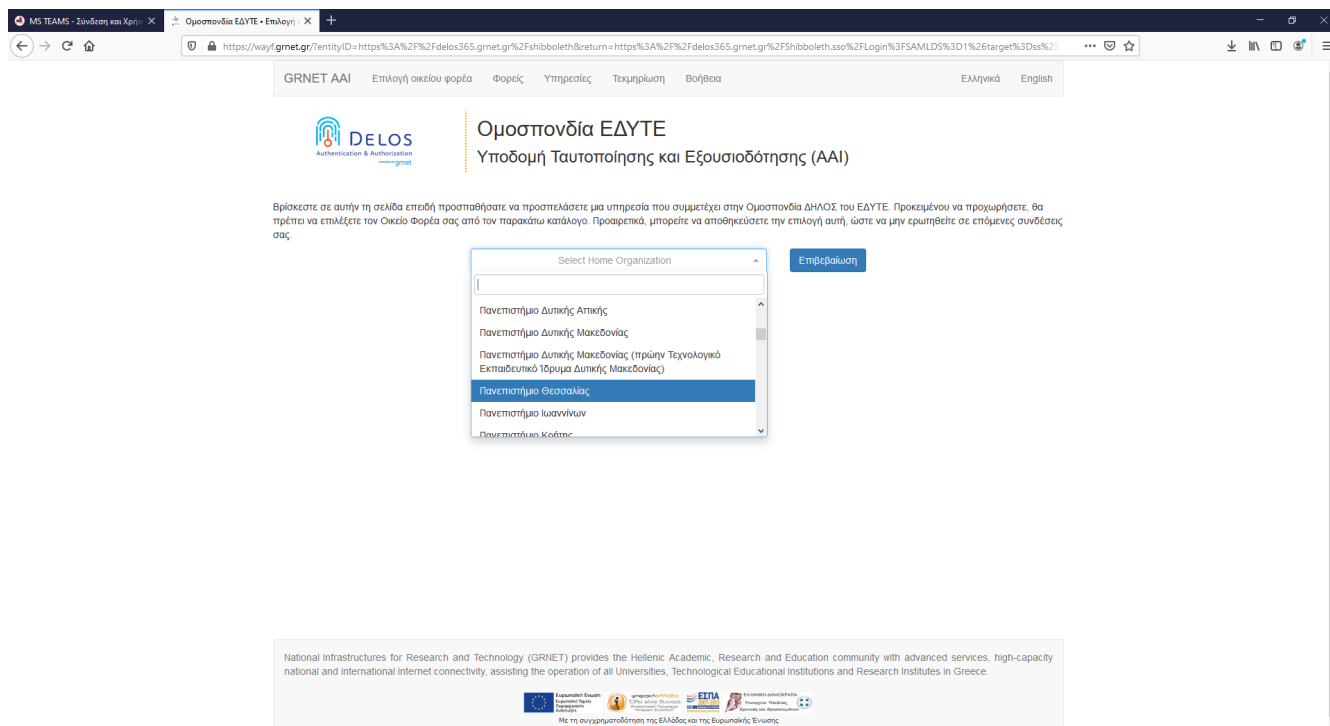 MS TEAMS - Σύνδεση και Χρήσ
Ομοσπονδία ΕΔΥΤΕ • Επιλογή
https://wayf.grnet.gr/?entityID=https%3A%2F%2Fdelos365.grnet.gr%2Fshibboleth&return=https%3A%2F%2Fdelos365.grnet.gr%2FShibboleth.sso%2FLogin%3FSAMLDS%3D1%26target%3Dss%25
GRNET AAI Επιλογή οικείου φορέα Φορείς Υπηρεσίες Τεκμηρίωση Βοήθεια Ελληνικά English
DELOS
Authentication & Authorization
grnet
Ομοσπονδία ΕΔΥΤΕ
Υποδομή Ταυτοποίησης και Εξουσιοδότησης (ΑΑΙ)
Βρίσκεστε σε αυτήν τη σελίδα επειδή προσπαθήσατε να προσπελάσετε μια υπηρεσία που συμμετέχει στην Ομοσπονδία ΔΗΛΟΣ του ΕΔΥΤΕ. Προκειμένου να προχωρήσετε, θα
πρέπει να επιλέξετε τον Οικείο Φορέα σας από τον παρακάτω κατάλογο. Προαιρετικά, μπορείτε να αποθηκεύσετε την επιλογή αυτή, ώστε να μην ερωτηθείτε σε επόμενες συνδέσεις
σας.
Select Home Organization
Επιβεβαίωση
Πανεπιστήμιο Δυτικής Αττικής
Πανεπιστήμιο Δυτικής Μακεδονίας
Πανεπιστήμιο Δυτικής Μακεδονίας (πρώην Τεχνολογικό
Εκπαιδευτικό Ίδρυμα Δυτικής Μακεδονίας)
Πανεπιστήμιο Θεσσαλίας
Πανεπιστήμιο Ιωαννίνων
Πανεπιστήμιο Κρήτης
National Infrastructures for Research and Technology (GRNET) provides the Hellenic Academic, Research and Education community with advanced services, high-capacity
national and international Internet connectivity, assisting the operation of all Universities, Technological Educational Institutions and Research Institutes in Greece.
Ευρωπαϊκή Ένωση
ΕΣΠΑ
ΕΛΛΗΝΙΚΗ ΔΗΜΟΚΡΑΤΙΑ
Με τη συγχρηματοδότηση της Ελλάδας και της Ευρωπαϊκής Ένωσης